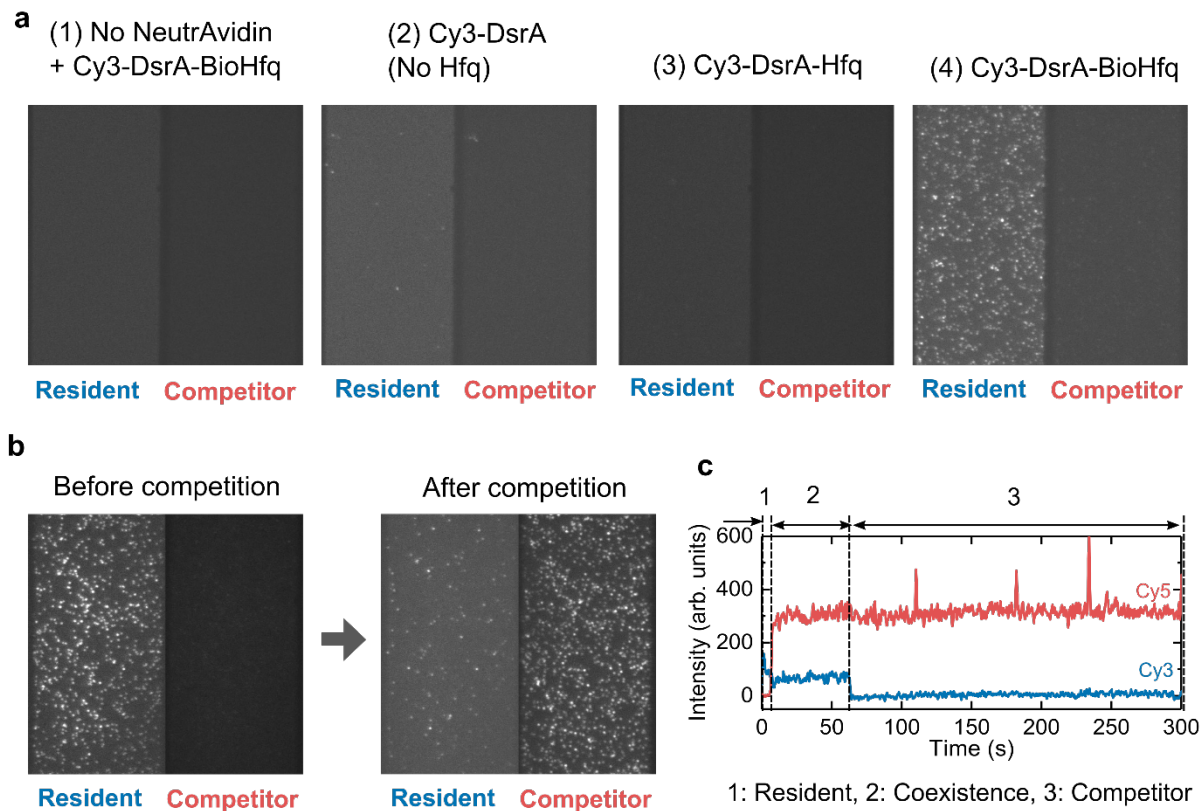 a
(1) No NeutrAvidin
+ Cy3-DsrA-BioHfq
(2) Cy3-DsrA
(No Hfq)
(3) Cy3-DsrA-Hfq
(4) Cy3-DsrA-BioHfq
Resident Competitor
Resident Competitor
Resident Competitor
Resident Competitor
b
Before competition
After competition
Resident Competitor
Resident Competitor
c
1 2 3
Intensity (arb. units)
600
400
200
0
Cy5
Cy3
0 50 100 150 200 250 300
Time (s)
1: Resident, 2: Coexistence, 3: Competitor